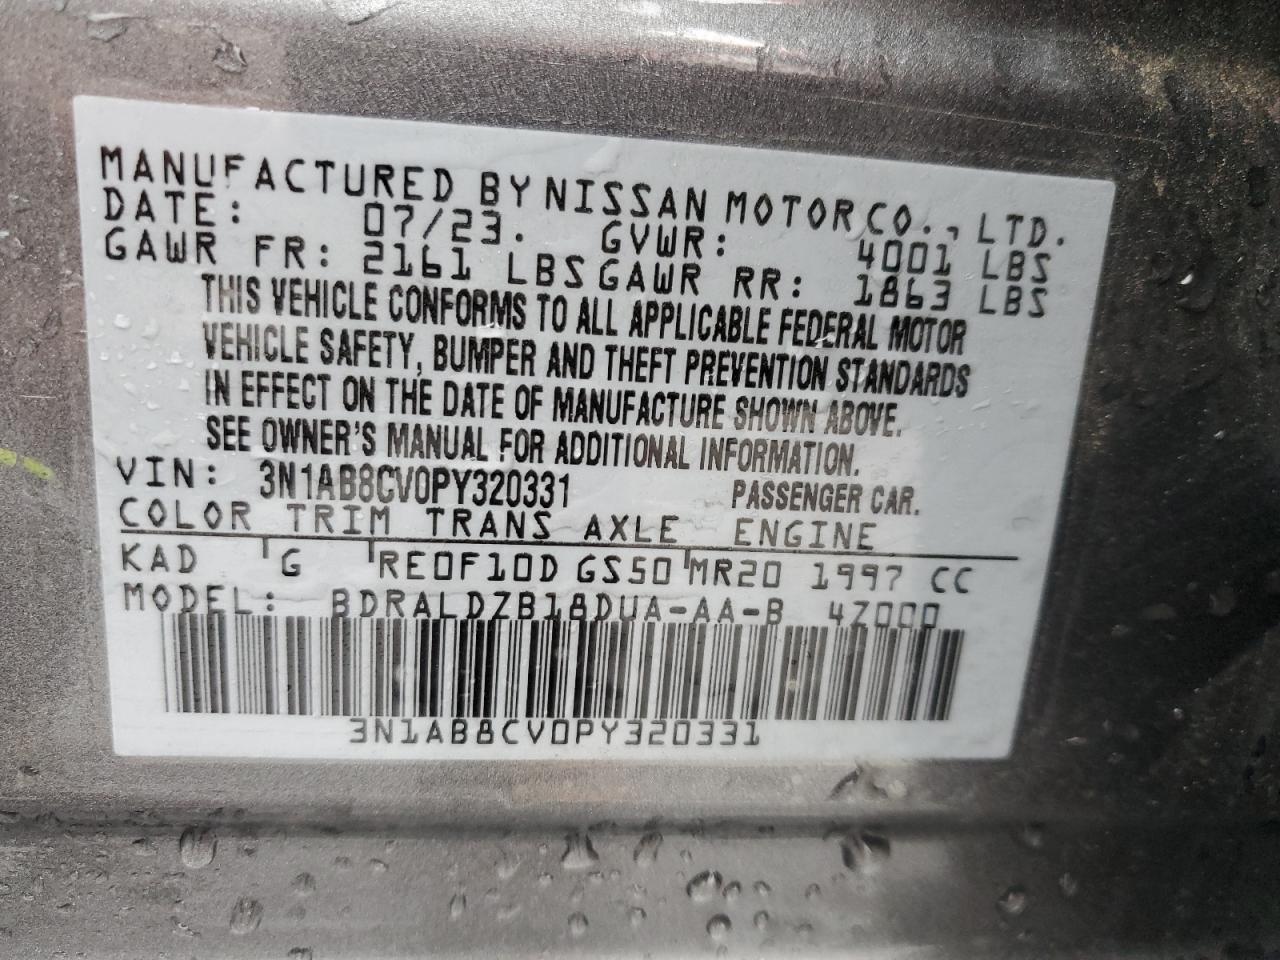 MANUFACTURED BY NISSAN MOTOR CO., LTD.
DATE: 07/23. GVWR: 4001 LBS
GAWR FR: 2161 LBS GAWR RR: 1863 LBS
THIS VEHICLE CONFORMS TO ALL APPLICABLE FEDERAL MOTOR
VEHICLE SAFETY, BUMPER AND THEFT PREVENTION STANDARDS
IN EFFECT ON THE DATE OF MANUFACTURE SHOWN ABOVE.
SEE OWNER'S MANUAL FOR ADDITIONAL INFORMATION.
VIN: 3N1AB8CV0PY320331 PASSENGER CAR.
COLOR TRIM TRANS AXLE ENGINE
KAD G RE0F10D GS50 MR20 1997 CC
MODEL: BDRALDZB18DUA-AA-B 4Z000
3N1AB8CV0PY320331